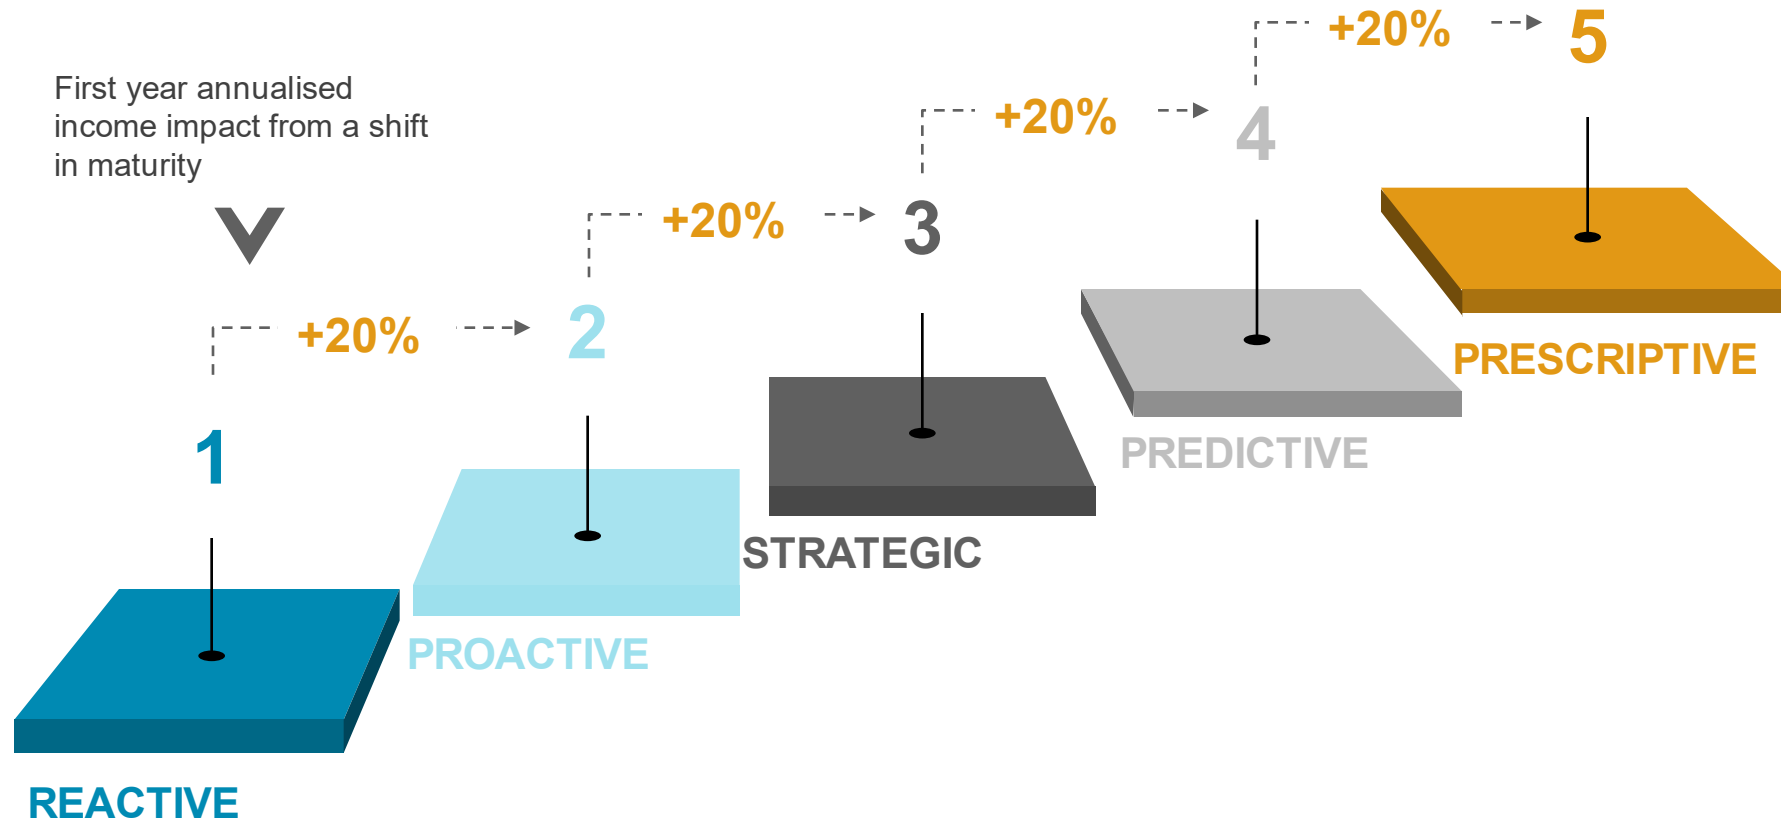 First year annualised
income impact from a shift
in maturity
1
+20%
2
+20%
3
+20%
4
+20%
5
REACTIVE
PROACTIVE
STRATEGIC
PREDICTIVE
PRESCRIPTIVE